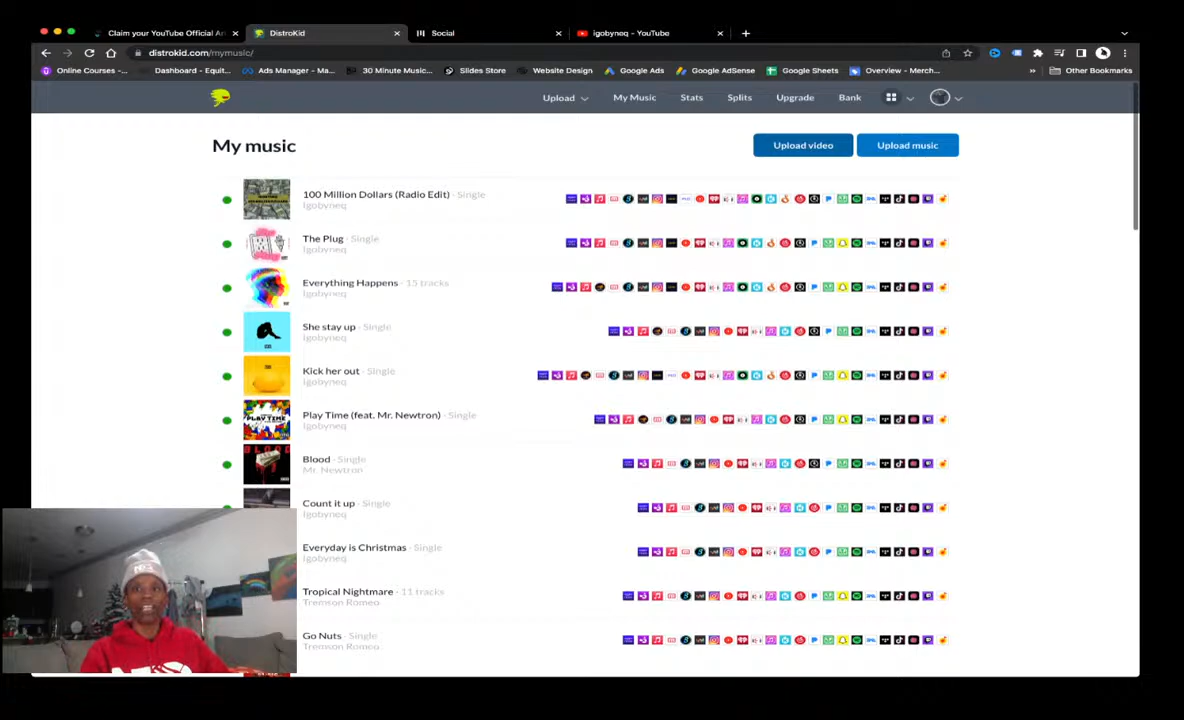 Claim your YouTube Official Ar
DistroKid
Social
igobyneq - YouTube
distrokid.com/mymusic/
Online Courses -...
Dashboard - Equit...
Ads Manager - Ma...
30 Minute Music...
Slides Store
Website Design
Google Ads
Google AdSense
Google Sheets
Overview - Merch...
Other Bookmarks
Upload
My Music
Stats
Splits
Upgrade
Bank
My music
Upload video
Upload music
100 Million Dollars (Radio Edit) · Single
Igobyneq
The Plug · Single
Igobyneq
Everything Happens · 15 tracks
Igobyneq
She stay up · Single
Igobyneq
Kick her out · Single
Igobyneq
Play Time (feat. Mr. Newtron) · Single
Igobyneq
Blood · Single
Mr. Newtron
Count it up · Single
Igobyneq
Everyday is Christmas · Single
Igobyneq
Tropical Nightmare · 11 tracks
Tremson Romeo
Go Nuts · Single
Tremson Romeo